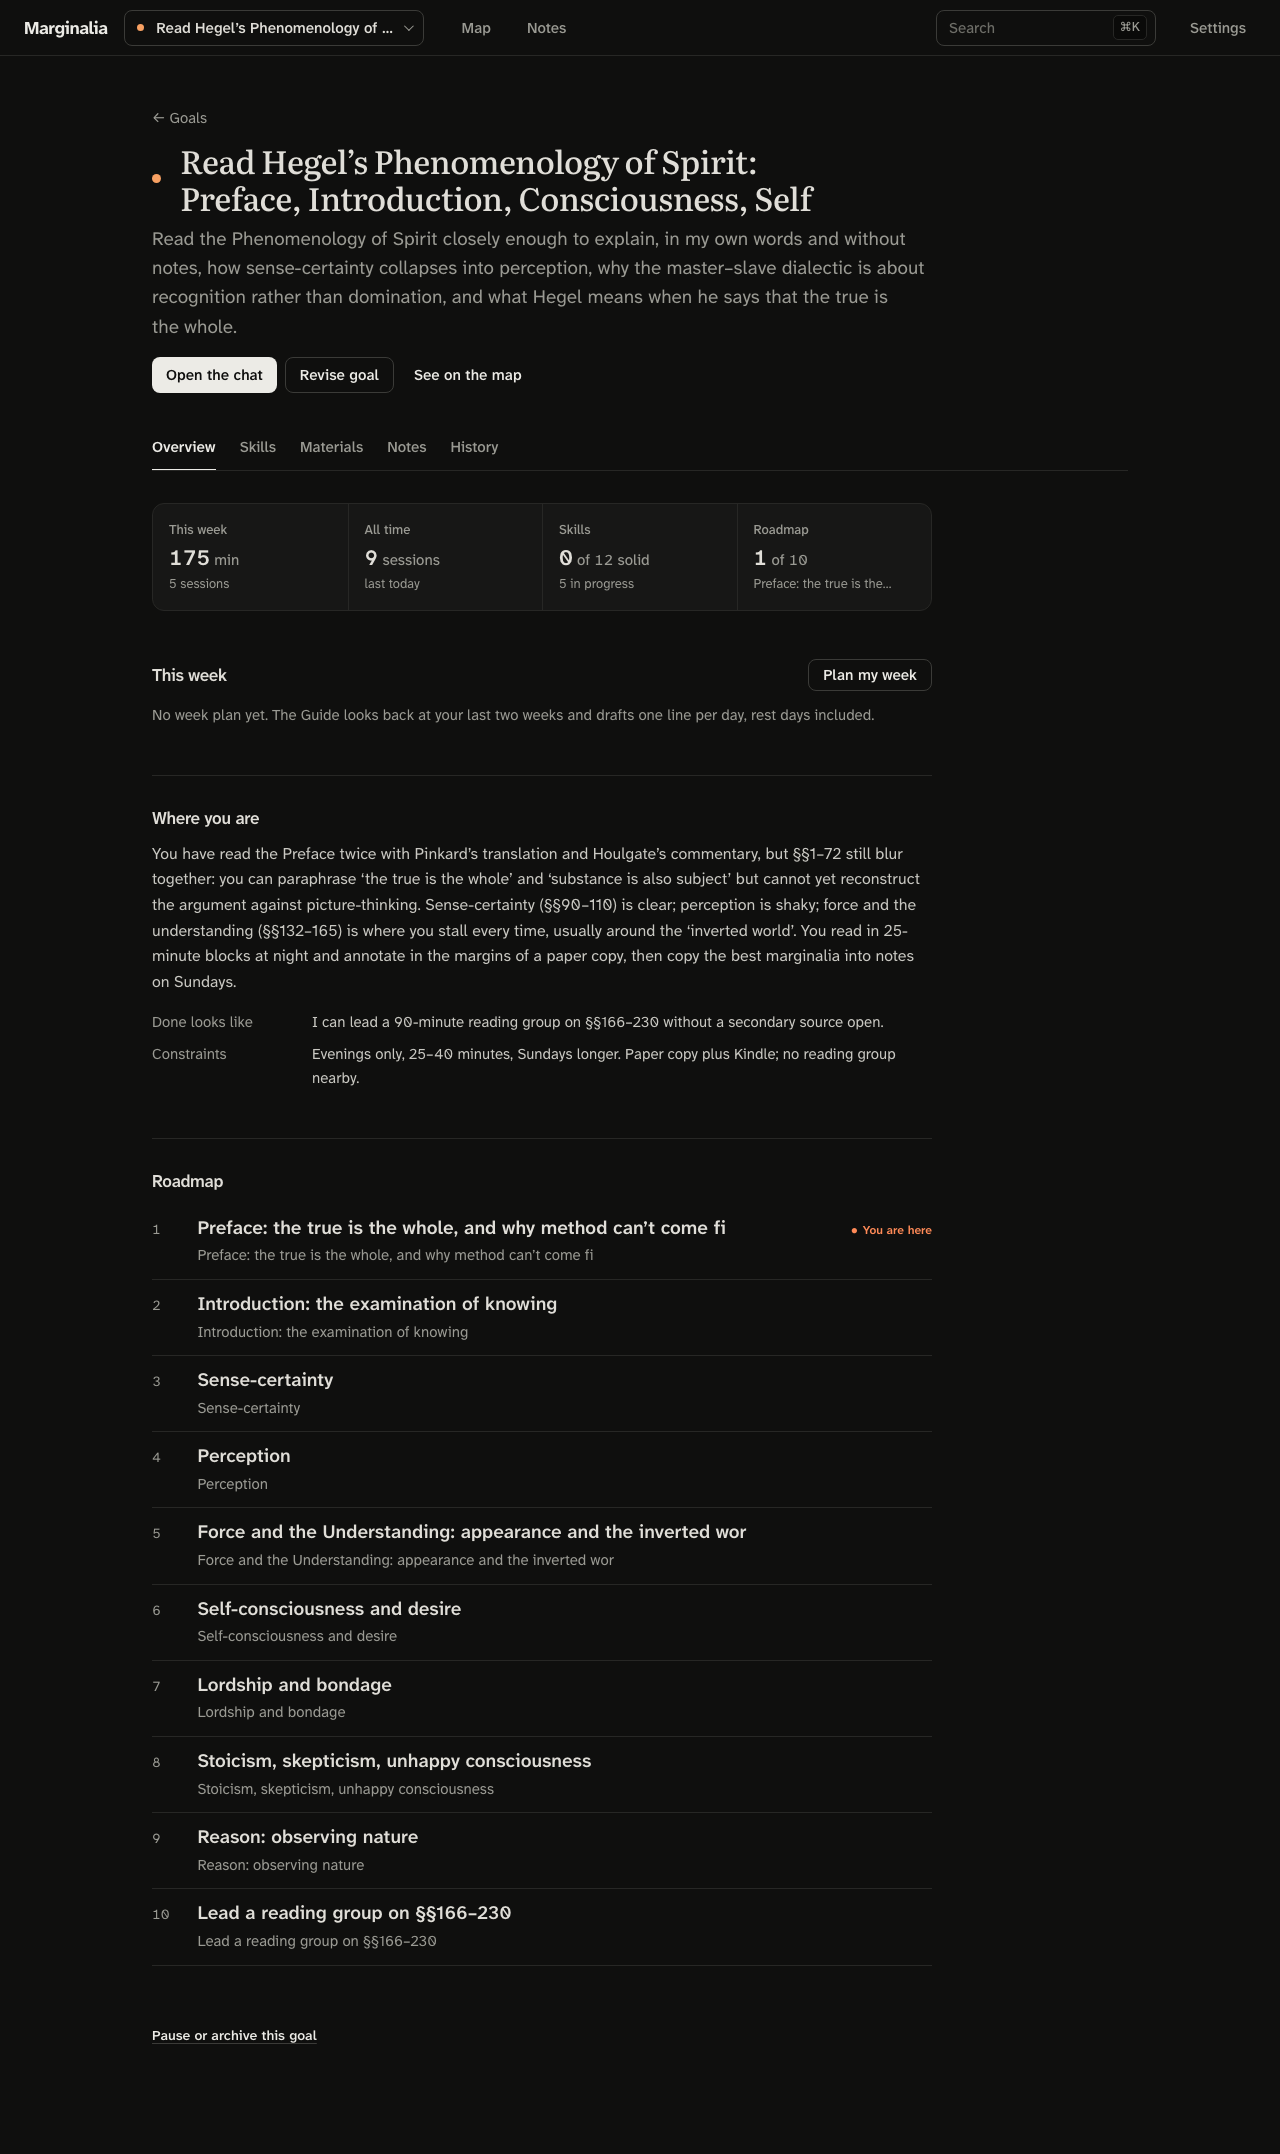 Marginalia
Read Hegel’s Phenomenology of ...
Map
Notes
Search
⌘K
Settings
← Goals
Read Hegel’s Phenomenology of Spirit:
Preface, Introduction, Consciousness, Self
Read the Phenomenology of Spirit closely enough to explain, in my own words and without
notes, how sense-certainty collapses into perception, why the master–slave dialectic is about
recognition rather than domination, and what Hegel means when he says that the true is
the whole.
Open the chat
Revise goal
See on the map
Overview
Skills
Materials
Notes
History
This week
175 min
5 sessions
All time
9 sessions
last today
Skills
0 of 12 solid
5 in progress
Roadmap
1 of 10
Preface: the true is the...
This week
Plan my week
No week plan yet. The Guide looks back at your last two weeks and drafts one line per day, rest days included.
Where you are
You have read the Preface twice with Pinkard’s translation and Houlgate’s commentary, but §§1–72 still blur
together: you can paraphrase ‘the true is the whole’ and ‘substance is also subject’ but cannot yet reconstruct
the argument against picture-thinking. Sense-certainty (§§90–110) is clear; perception is shaky; force and the
understanding (§§132–165) is where you stall every time, usually around the ‘inverted world’. You read in 25-
minute blocks at night and annotate in the margins of a paper copy, then copy the best marginalia into notes
on Sundays.
Done looks like
I can lead a 90-minute reading group on §§166–230 without a secondary source open.
Constraints
Evenings only, 25–40 minutes, Sundays longer. Paper copy plus Kindle; no reading group
nearby.
Roadmap
1
Preface: the true is the whole, and why method can’t come fi
You are here
Preface: the true is the whole, and why method can’t come fi
2
Introduction: the examination of knowing
Introduction: the examination of knowing
3
Sense-certainty
Sense-certainty
4
Perception
Perception
5
Force and the Understanding: appearance and the inverted wor
Force and the Understanding: appearance and the inverted wor
6
Self-consciousness and desire
Self-consciousness and desire
7
Lordship and bondage
Lordship and bondage
8
Stoicism, skepticism, unhappy consciousness
Stoicism, skepticism, unhappy consciousness
9
Reason: observing nature
Reason: observing nature
10
Lead a reading group on §§166–230
Lead a reading group on §§166–230
Pause or archive this goal